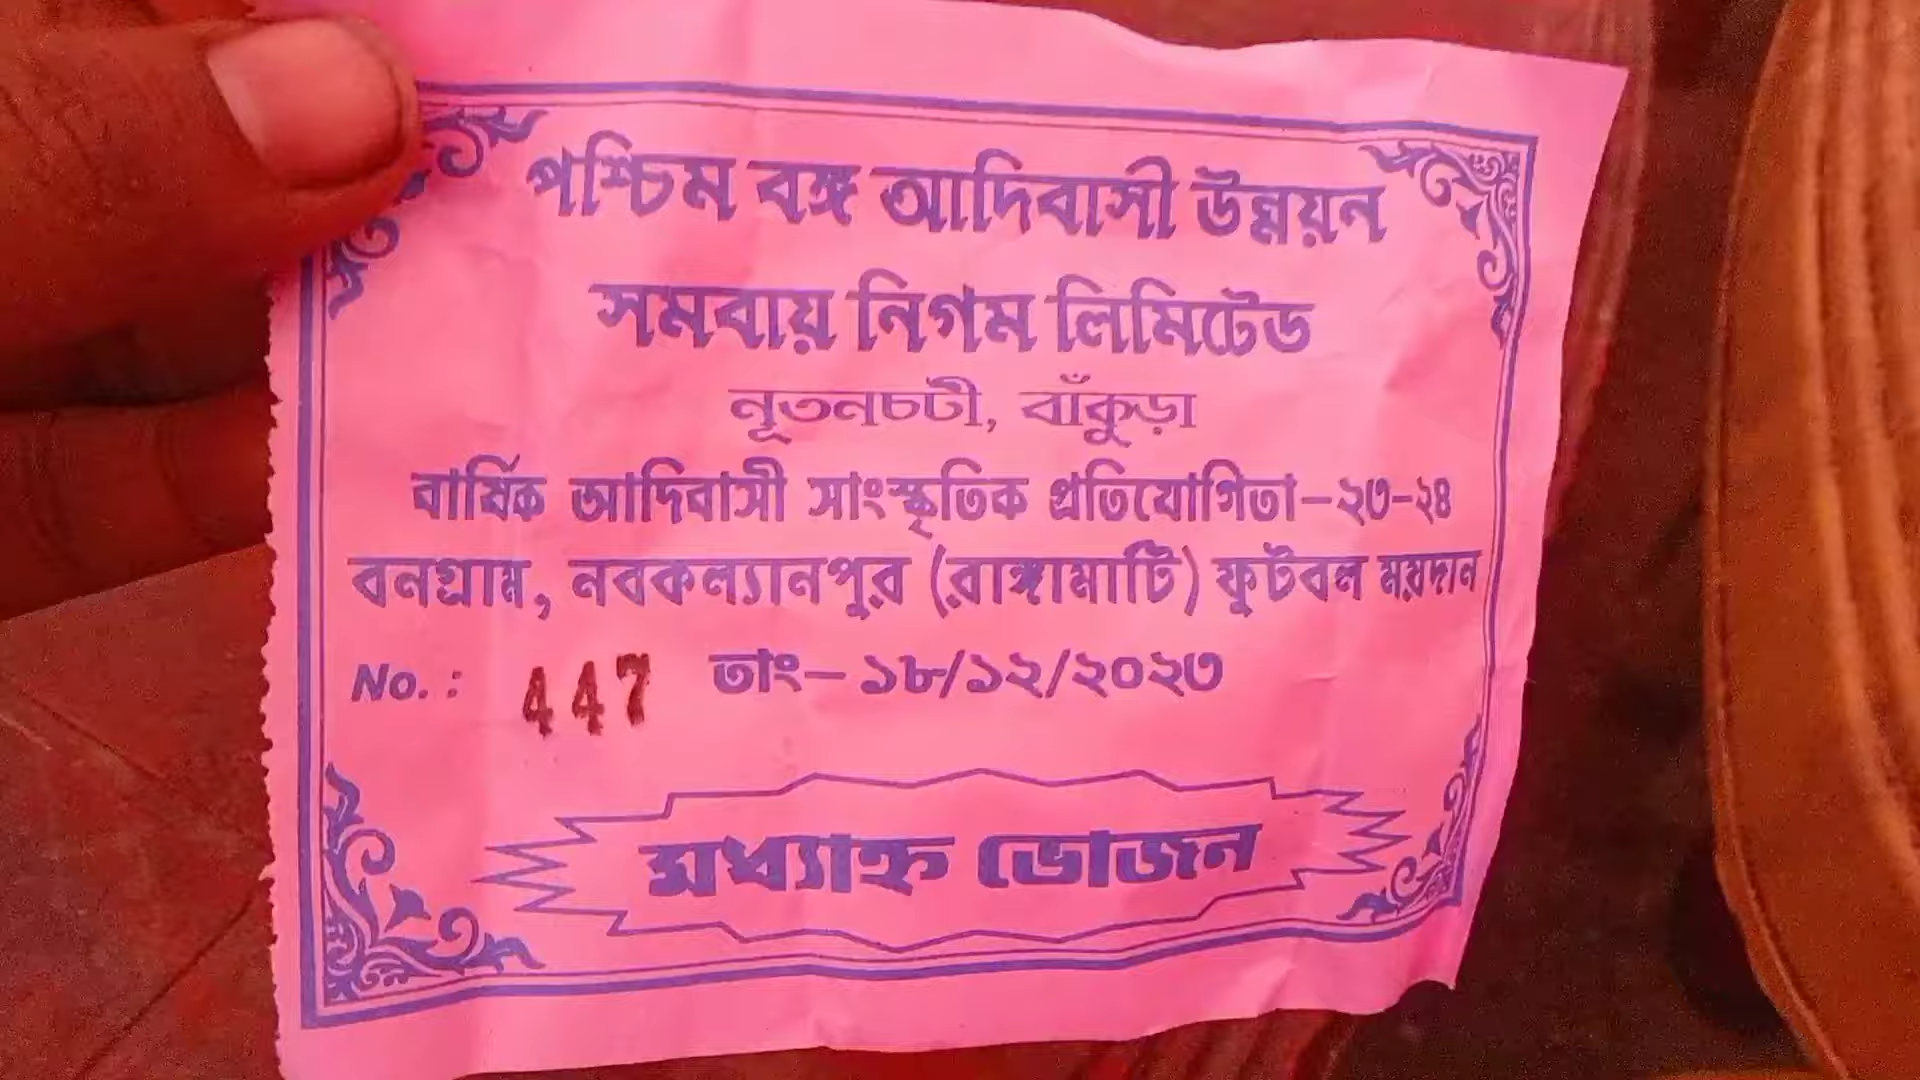 পশ্চিম বঙ্গ আদিবাসী উন্নয়ন
সমবায় নিগম লিমিটেড
নূতনচটী, বাঁকুড়া
বার্ষিক আদিবাসী সাংস্কৃতিক প্রতিযোগিতা-২৩-২৪
বনগ্রাম, নবকল্যানপুর (রাঙ্গামাটি) ফুটবল ময়দান
No. : 447 তাং- ১৮/১২/২০২৩
মধ্যাহ্ন ভোজন